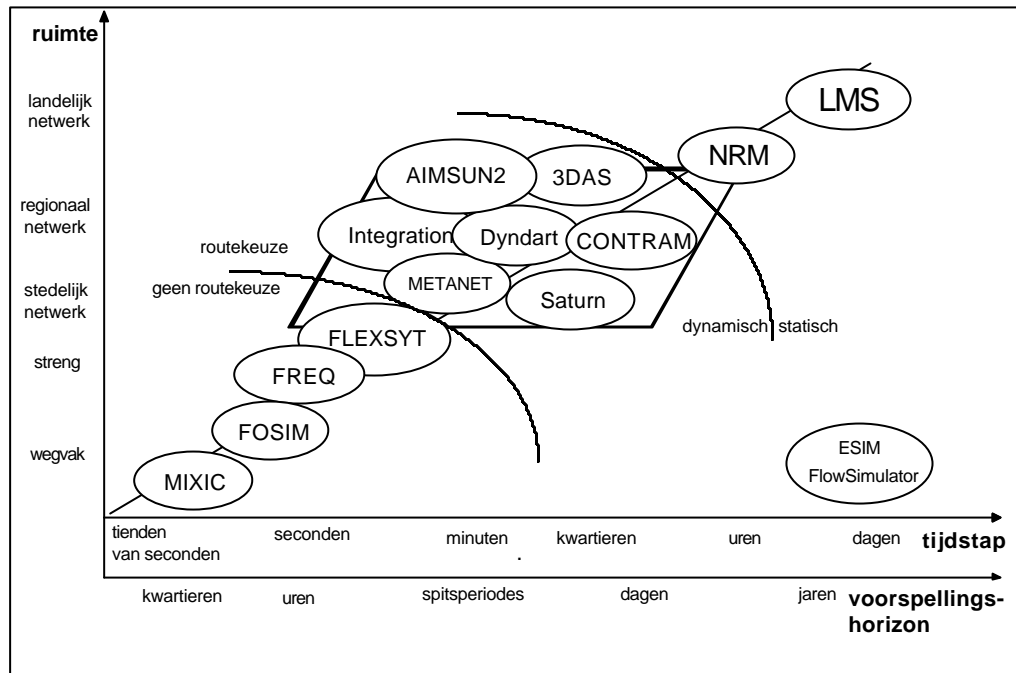 ruimte
landelijk
netwerk
LMS
NRM
AIMSUN2
3DAS
regionaal
netwerk
Integration
Dyndart
CONTRAM
routekeuze
geen routekeuze
METANET
stedelijk
netwerk
Saturn
dynamisch
statisch
FLEXSYT
streng
FREQ
FOSIM
wegvak
ESIM
FlowSimulator
MIXIC
tienden
van seconden
seconden
minuten
kwartieren
uren
dagen
tijdstap
.
kwartieren
uren
spitsperiodes
dagen
jaren
voorspellings-
horizon